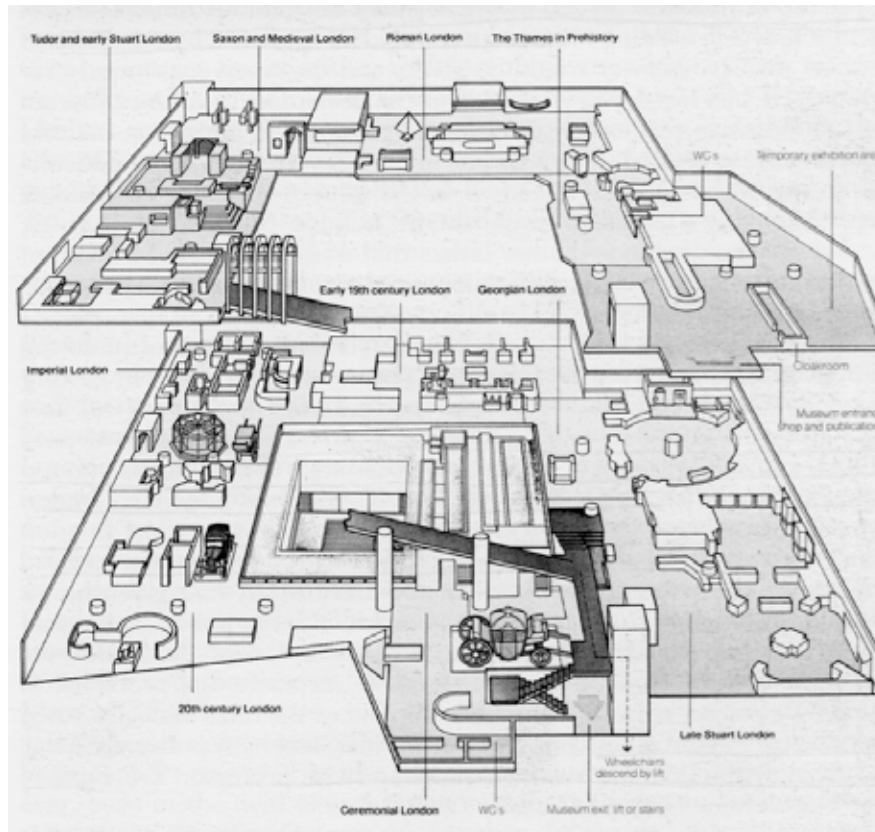 Tudor and early Stuart London
Saxon and Medieval London
Roman London
The Thames in Prehistory
WC's
Temporary exhibition are
Early 19th century London
Georgian London
Imperial London
Cloakroom
Museum entran
shop and publication
20th century London
Late Stuart London
Wheelchairs
descend by lift
Ceremonial London
WC's
Museum exit: lift or stairs